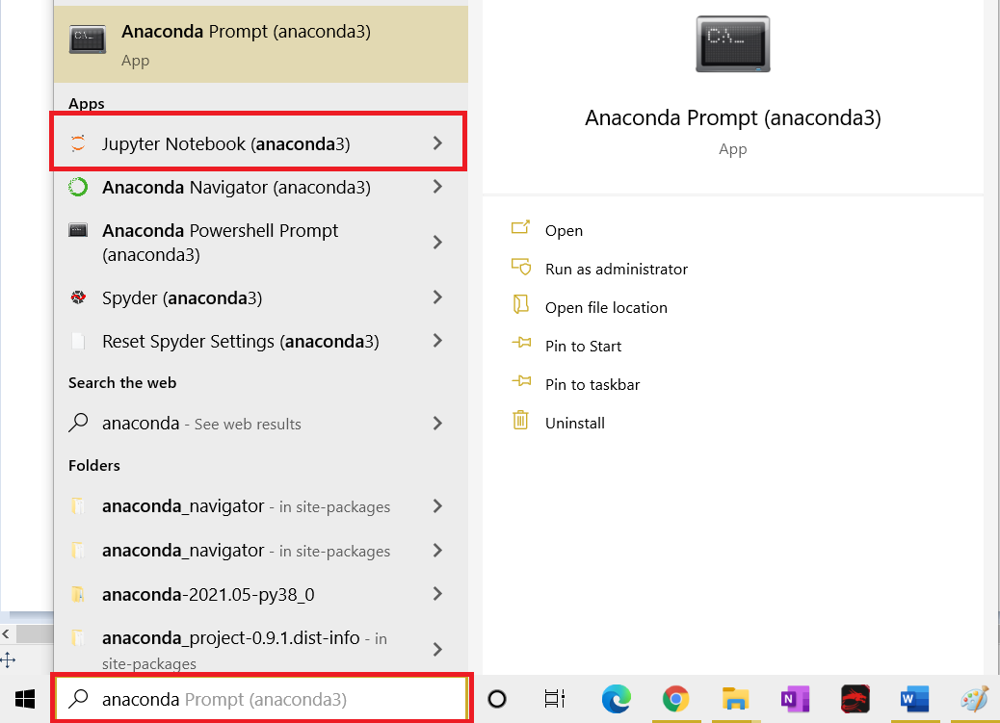 Anaconda Prompt (anaconda3)
App
Apps
Jupyter Notebook (anaconda3)
Anaconda Navigator (anaconda3)
Anaconda Powershell Prompt
(anaconda3)
Spyder (anaconda3)
Reset Spyder Settings (anaconda3)
Search the web
anaconda - See web results
Folders
anaconda_navigator - in site-packages
anaconda_navigator - in site-packages
anaconda-2021.05-py38_0
anaconda_project-0.9.1.dist-info - in
site-packages
anaconda Prompt (anaconda3)
Anaconda Prompt (anaconda3)
App
Open
Run as administrator
Open file location
Pin to Start
Pin to taskbar
Uninstall